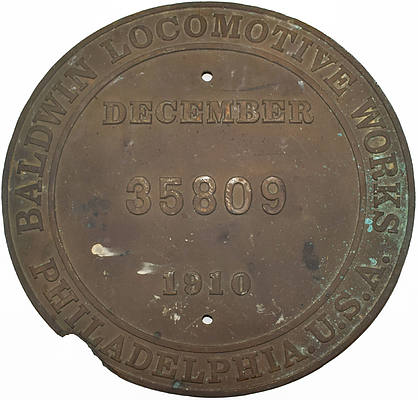 BALDWIN LOCOMOTIVE WORKS
DECEMBER
35809
1910
PHILADELPHIA. U.S.A.